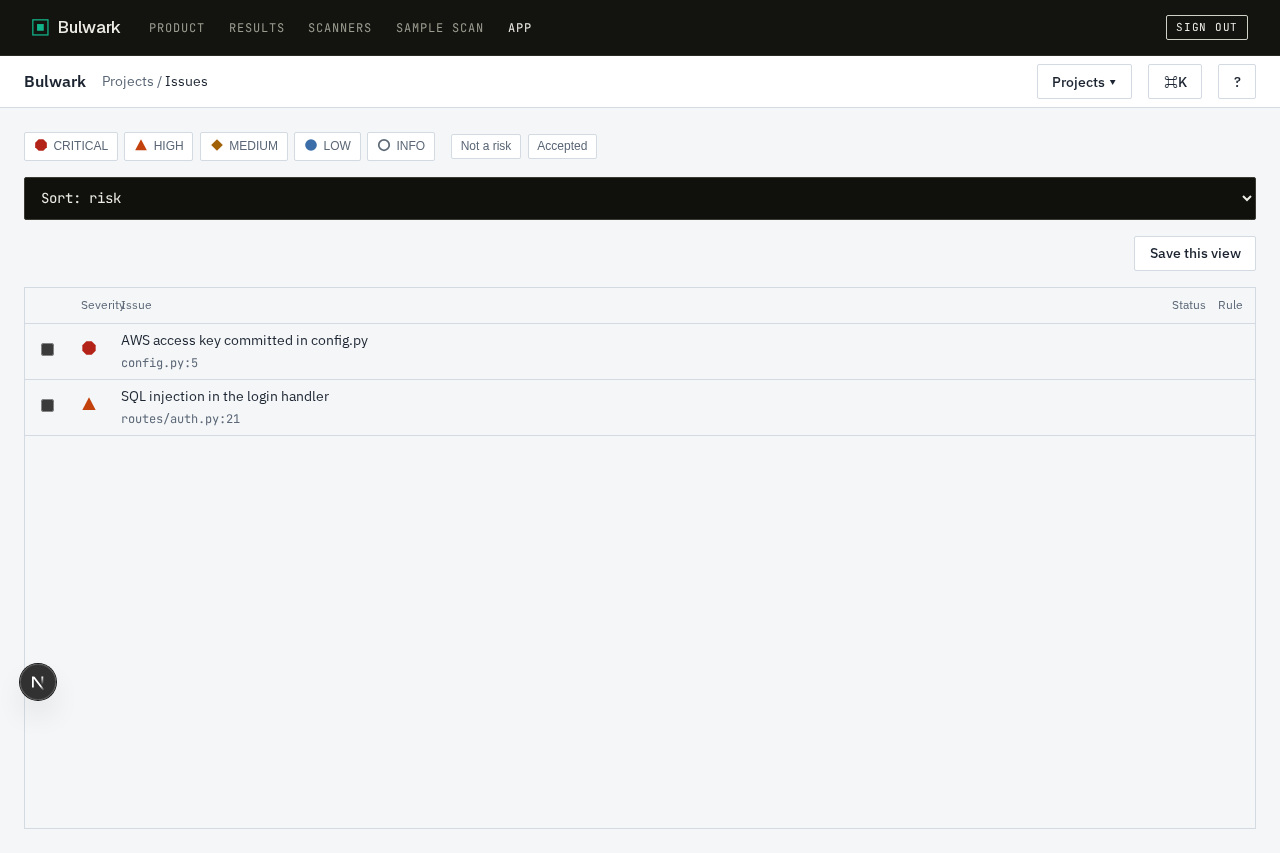 Bulwark PRODUCT RESULTS SCANNERS SAMPLE SCAN APP SIGN OUT
Bulwark Projects / Issues Projects ▾ ⌘K ?
CRITICAL HIGH MEDIUM LOW INFO Not a risk Accepted
Sort: risk
Save this view
Severity Issue Status Rule
AWS access key committed in config.py
config.py:5
SQL injection in the login handler
routes/auth.py:21
N